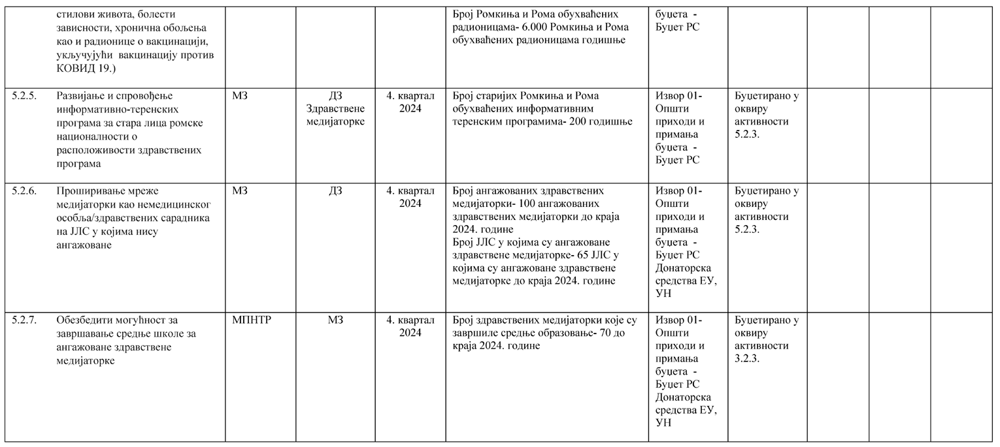 стилови живота, болести
зависности, хронична обољења
као и радионице о вакцинацији,
укључујући вакцинацију против
КОВИД 19.)
Број Ромкиња и Рома обухваћених
радионицама- 6.000 Ромкиња и Рома
обухваћених радионицама годишње
буџета -
Буџет РС
5.2.5.
Развијање и спровођење
информативно-теренских
програма за стара лица ромске
националности о
расположивости здравствених
програма
МЗ
ДЗ
Здравствене
медијаторке
4. квартал
2024
Број старијих Ромкиња и Рома
обухваћених информативним
теренским програмима- 200 годишње
Извор 01-
Општи
приходи и
примања
буџета -
Буџет РС
Буџетирано у
оквиру
активности
5.2.3.
5.2.6.
Проширивање мреже
медијаторки као немедицинског
особља/здравствених сарадника
на ЈЛС у којима нису
ангажоване
МЗ
ДЗ
4. квартал
2024
Број ангажованих здравствених
медијаторки- 100 ангажованих
здравствених медијаторки до краја
2024. године
Број ЈЛС у којима су ангажоване
здравствене медијаторке- 65 ЈЛС у
којима су ангажоване здравствене
медијаторке до краја 2024. године
Извор 01-
Општи
приходи и
примања
буџета -
Буџет РС
Донаторска
средства ЕУ,
УН
Буџетирано у
оквиру
активности
5.2.3.
5.2.7.
Обезбедити могућност за
завршавање средње школе за
ангажоване здравствене
медијаторке
МПНТР
МЗ
4. квартал
2024
Број здравствених медијаторки које су
завршиле средње образовање- 70 до
краја 2024. године
Извор 01-
Општи
приходи и
примања
буџета -
Буџет РС
Донаторска
средства ЕУ,
УН
Буџетирано у
оквиру
активности
3.2.3.